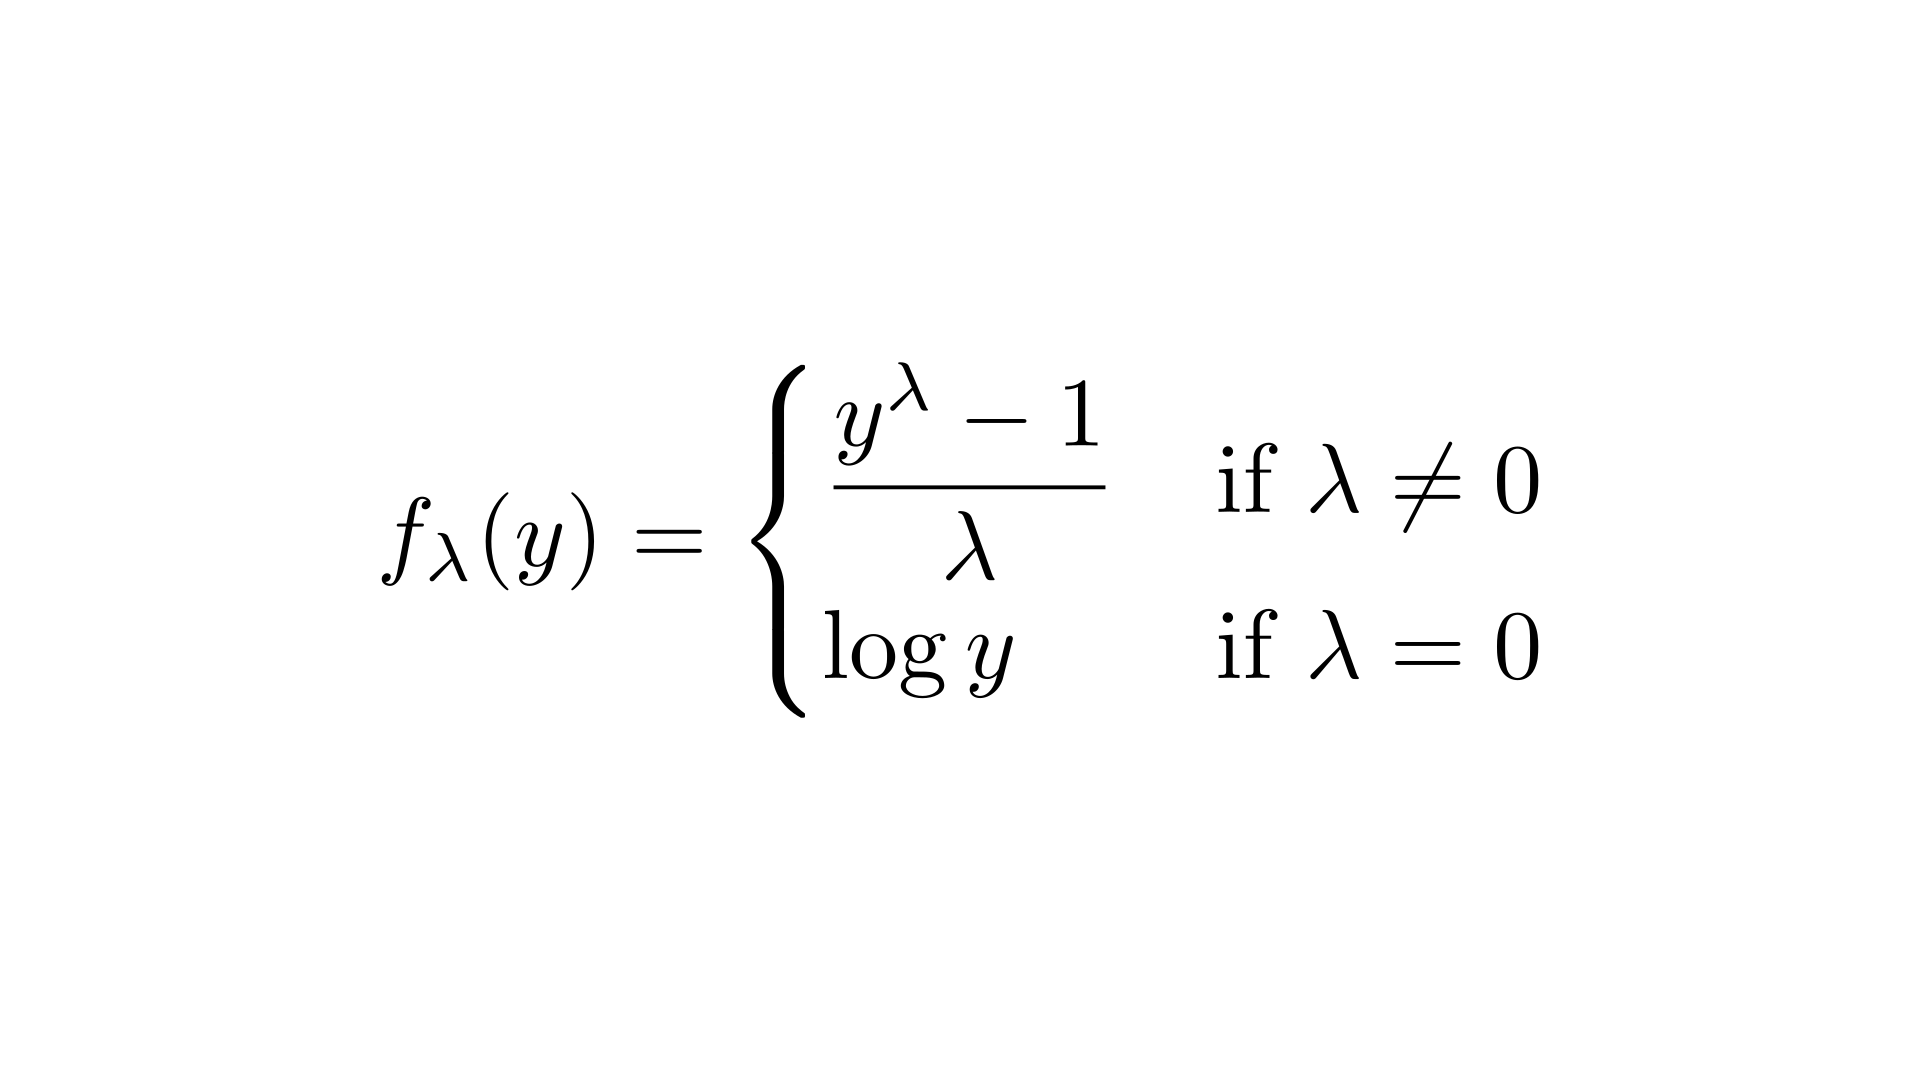 f_λ(y) = { (y^λ − 1)/λ if λ ≠ 0
log y if λ = 0